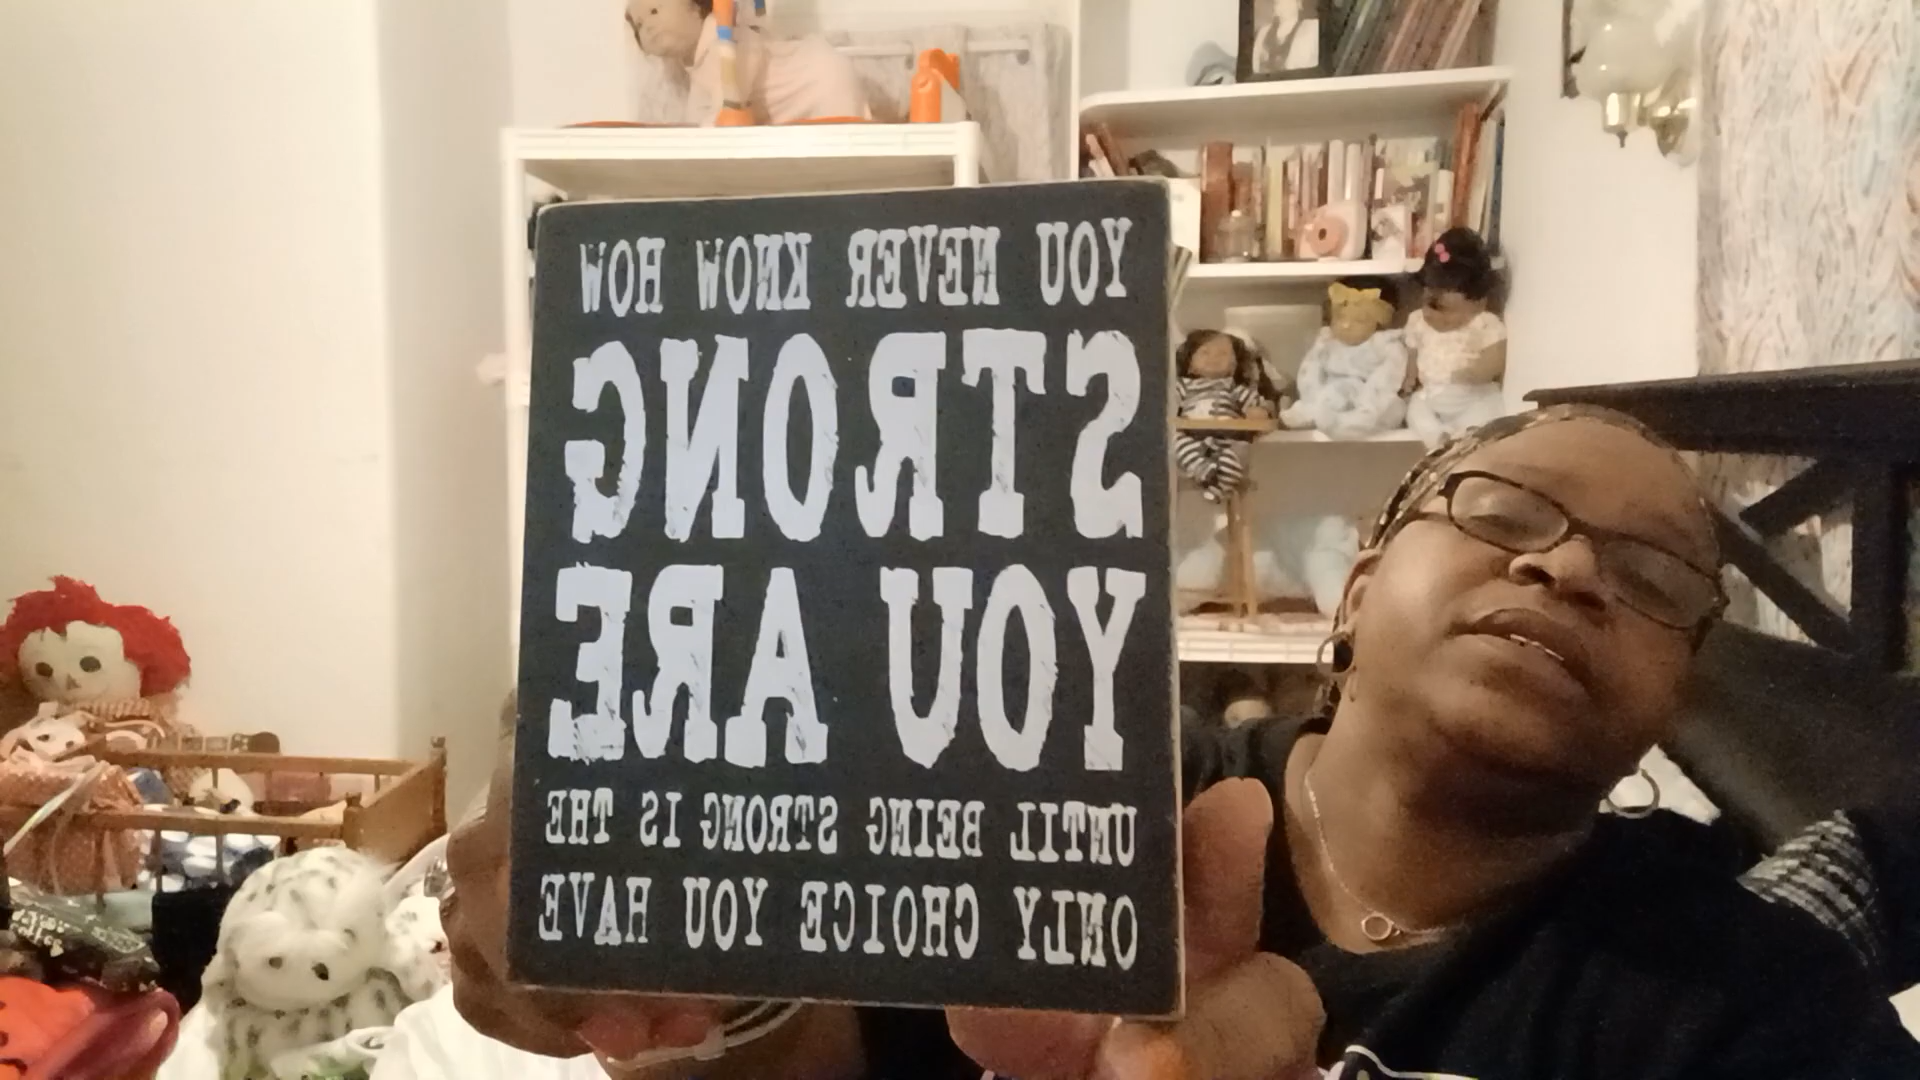 YOU NEVER KNOW HOW
STRONG
YOU ARE
UNTIL BEING STRONG IS THE
ONLY CHOICE YOU HAVE